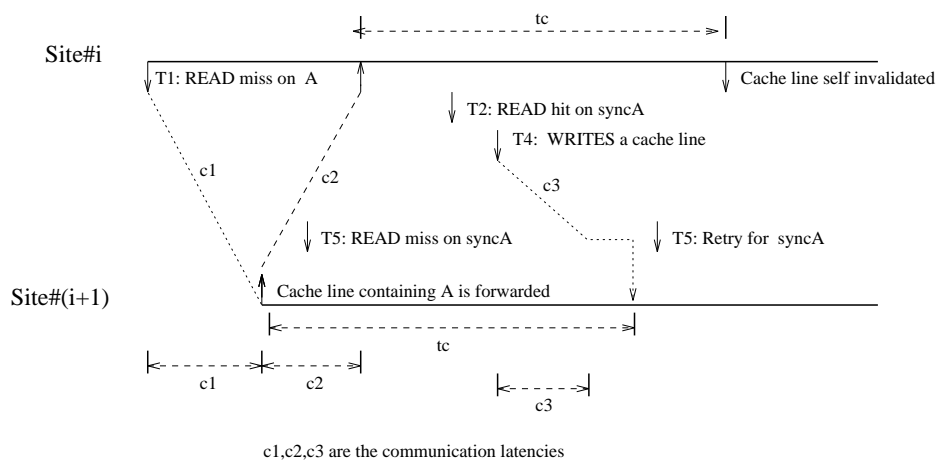 tc
Site#i
T1: READ miss on A
Cache line self invalidated
T2: READ hit on syncA
T4: WRITES a cache line
c1
c2
c3
T5: READ miss on syncA
T5: Retry for syncA
Site#(i+1)
Cache line containing A is forwarded
tc
c1
c2
c3
c1,c2,c3 are the communication latencies